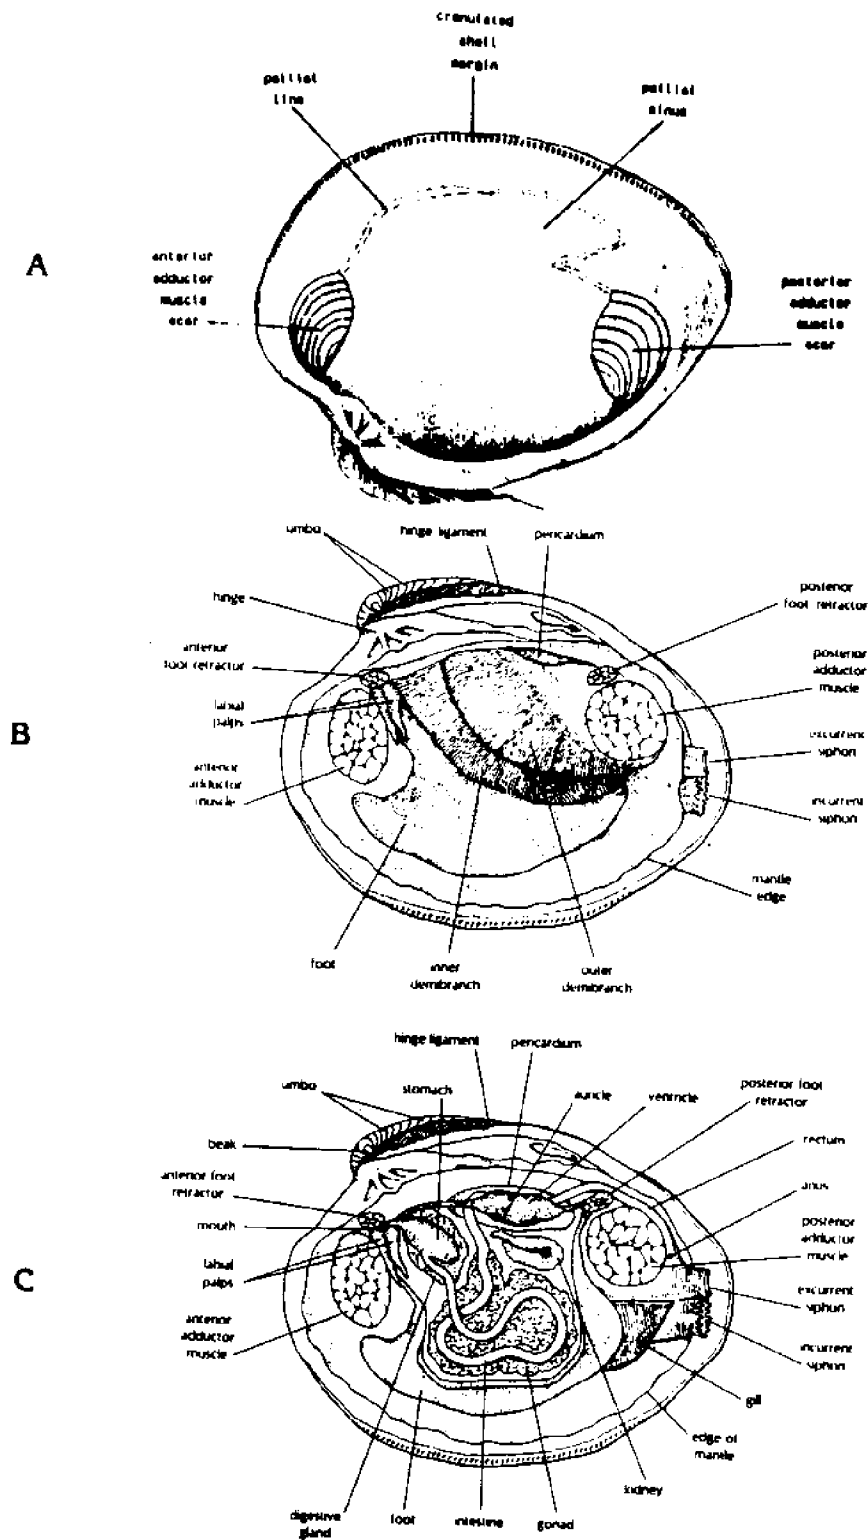 crenulated
shell
margin
pallial
line
pallial
sinus
A
anterior
adductor
muscle
scar
posterior
adductor
muscle
scar
umbo
hinge ligament
pericardium
hinge
posterior
foot retractor
anterior
foot retractor
posterior
adductor
muscle
labial
palps
B
excurrent
siphon
anterior
adductor
muscle
incurrent
siphon
mantle
edge
foot
inner
demibranch
outer
demibranch
hinge ligament
pericardium
umbo
stomach
auricle
ventricle
posterior foot
retractor
beak
rectum
anterior foot
retractor
anus
mouth
posterior
adductor
muscle
labial
palps
C
excurrent
siphon
anterior
adductor
muscle
incurrent
siphon
gill
edge of
mantle
kidney
digestive
gland
foot
intestine
gonad